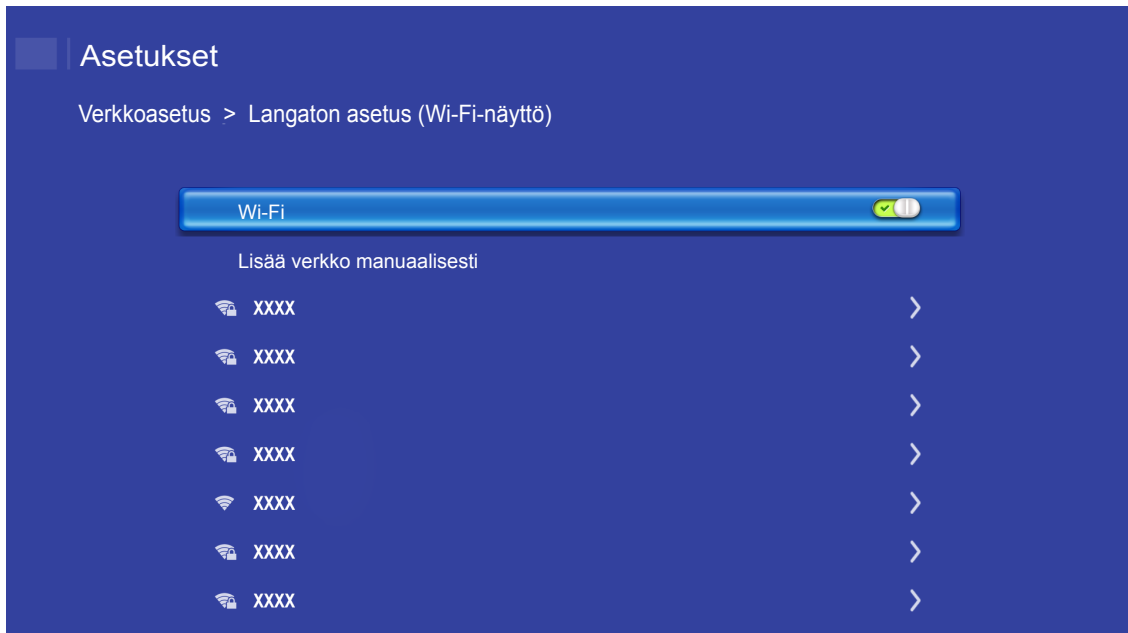 Asetukset
Verkkoasetus > Langaton asetus (Wi-Fi-näyttö)
Wi-Fi
Lisää verkko manuaalisesti
XXXX
XXXX
XXXX
XXXX
XXXX
XXXX
XXXX